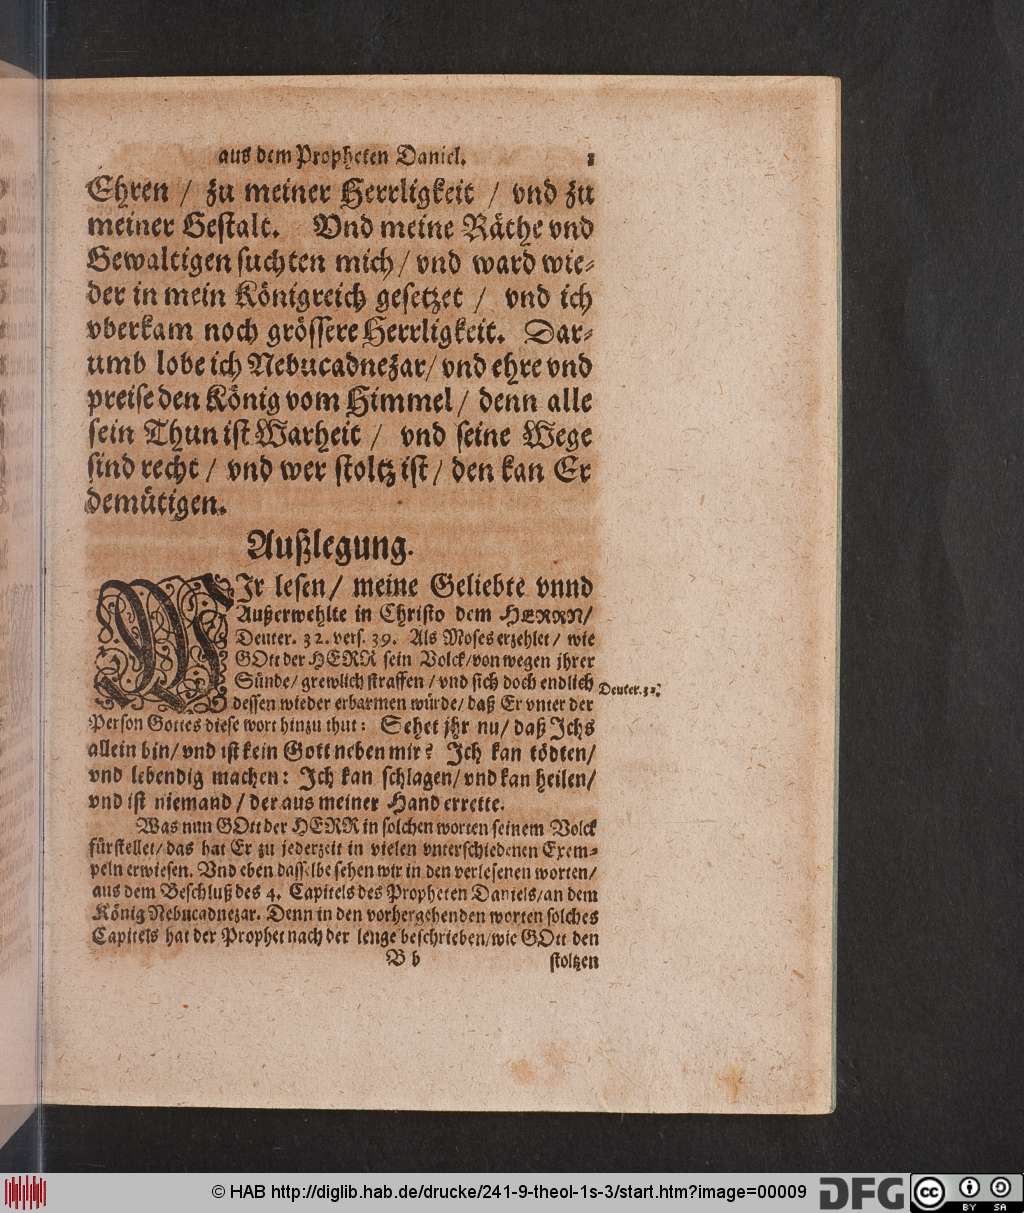 aus dem Propheten Daniel. 1
Ehren / zu meiner Herrligkeit / vnd zu
meiner Gestalt. Vnd meine Räthe vnd
Gewaltigen suchten mich / vnd ward wie-
der in mein Königreich gesetzet / vnd ich
vberkam noch grössere Herrligkeit. Dar-
umb lobe ich Nebucadnezar / vnd ehre vnd
preise den König vom Himmel / denn alle
sein Thun ist Warheit / vnd seine Wege
sind recht / vnd wer stoltz ist / den kan Er
demütigen.
Außlegung.
WIr lesen / meine Geliebte vnnd
Außerwehlte in Christo dem HERRN /
Deuter. 32. vers. 39. Als Moses erzehlet / wie
GOtt der HERR sein Volck / von wegen jhrer
Sünde / grewlich straffen / vnd sich doch endlich
dessen wieder erbarmen würde / daß Er vnter der
Person Gottes diese wort hinzu thut: Sehet jhr nu / daß Jchs
allein bin / vnd ist kein Gott neben mir? Jch kan tödten /
vnd lebendig machen: Jch kan schlagen / vnd kan heilen /
vnd ist niemand / der aus meiner Hand errette.
Was nun GOtt der HERR in solchen worten seinem Volck
fürstellet / das hat Er zu jederzeit in vielen vnterschiedenen Exem-
peln erwiesen. Vnd eben dasselbe sehen wir in den verlesenen worten /
aus dem Beschluß des 4. Capitels des Propheten Daniels / an dem
König Nebucadnezar. Denn in den vorhergehenden worten solches
Capitels hat der Prophet nach der lenge beschrieben / wie GOtt den
B b stoltzen
Deuter. 32.
© HAB http://diglib.hab.de/drucke/241-9-theol-1s-3/start.htm?image=00009
DFG
cc
BY SA